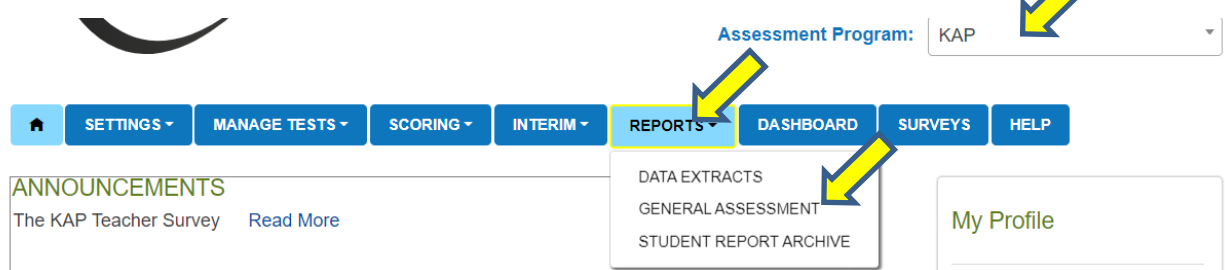 Assessment Program: KAP
SETTINGS MANAGE TESTS SCORING INTERIM REPORTS DASHBOARD SURVEYS HELP
DATA EXTRACTS
ANNOUNCEMENTS
GENERAL ASSESSMENT
The KAP Teacher Survey Read More
My Profile
STUDENT REPORT ARCHIVE